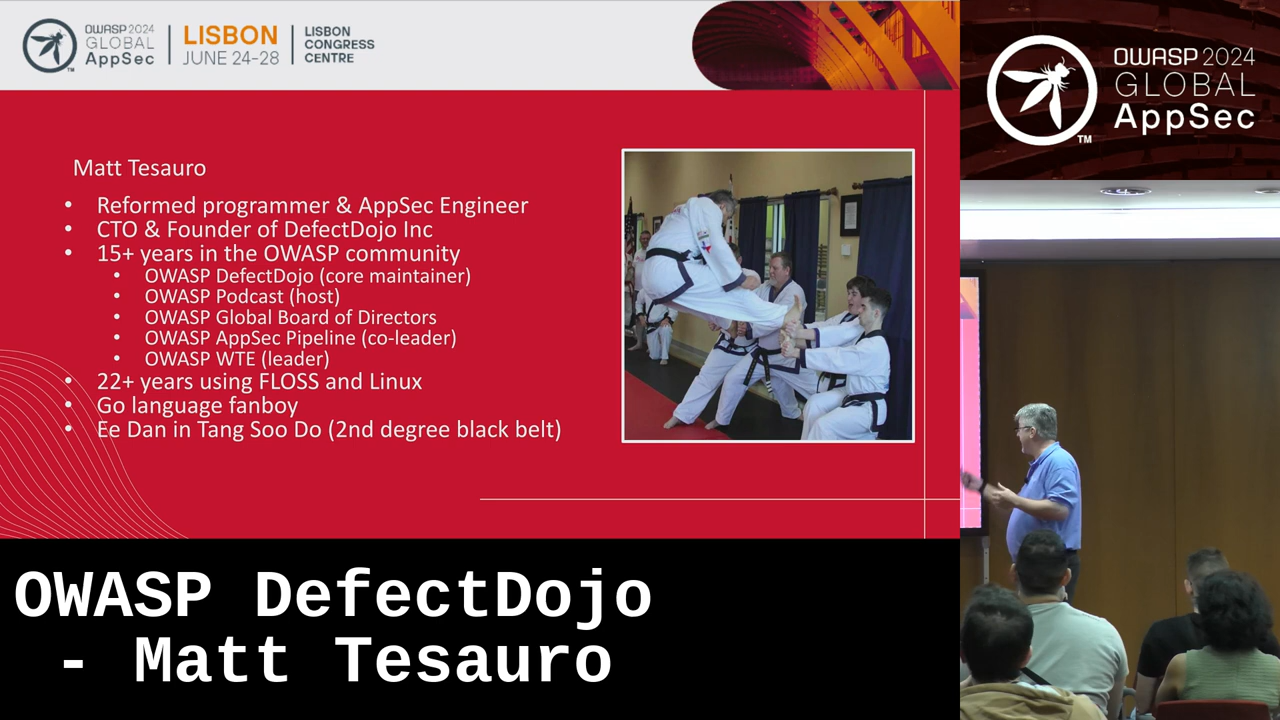 OWASP 2024
GLOBAL
AppSec
TM
LISBON
JUNE 24-28
LISBON
CONGRESS
CENTRE
OWASP 2024
GLOBAL
AppSec
TM
Matt Tesauro
• Reformed programmer & AppSec Engineer
• CTO & Founder of DefectDojo Inc
• 15+ years in the OWASP community
• OWASP DefectDojo (core maintainer)
• OWASP Podcast (host)
• OWASP Global Board of Directors
• OWASP AppSec Pipeline (co-leader)
• OWASP WTE (leader)
• 22+ years using FLOSS and Linux
• Go language fanboy
• Ee Dan in Tang Soo Do (2nd degree black belt)
OWASP DefectDojo
- Matt Tesauro